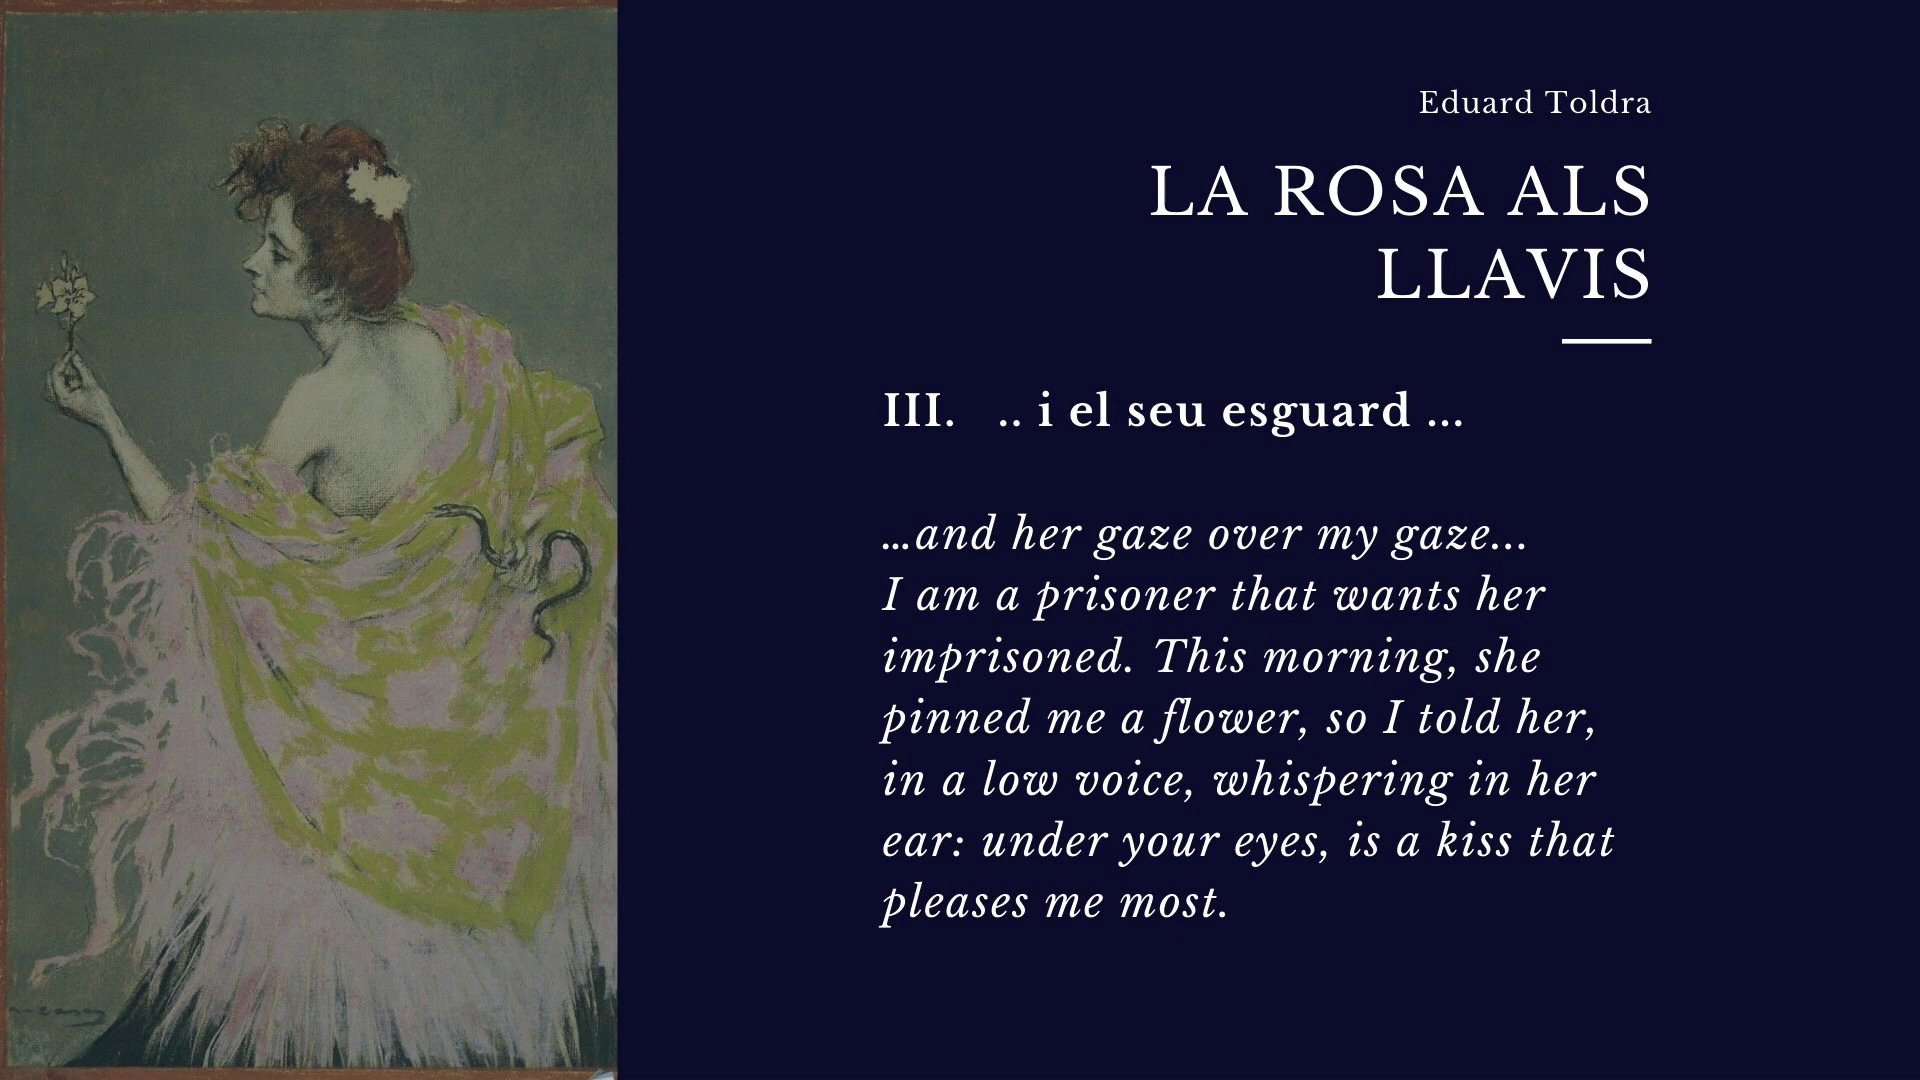 Eduard Toldra
LA ROSA ALS
LLAVIS
III. .. i el seu esguard ...
...and her gaze over my gaze...
I am a prisoner that wants her
imprisoned. This morning, she
pinned me a flower, so I told her,
in a low voice, whispering in her
ear: under your eyes, is a kiss that
pleases me most.